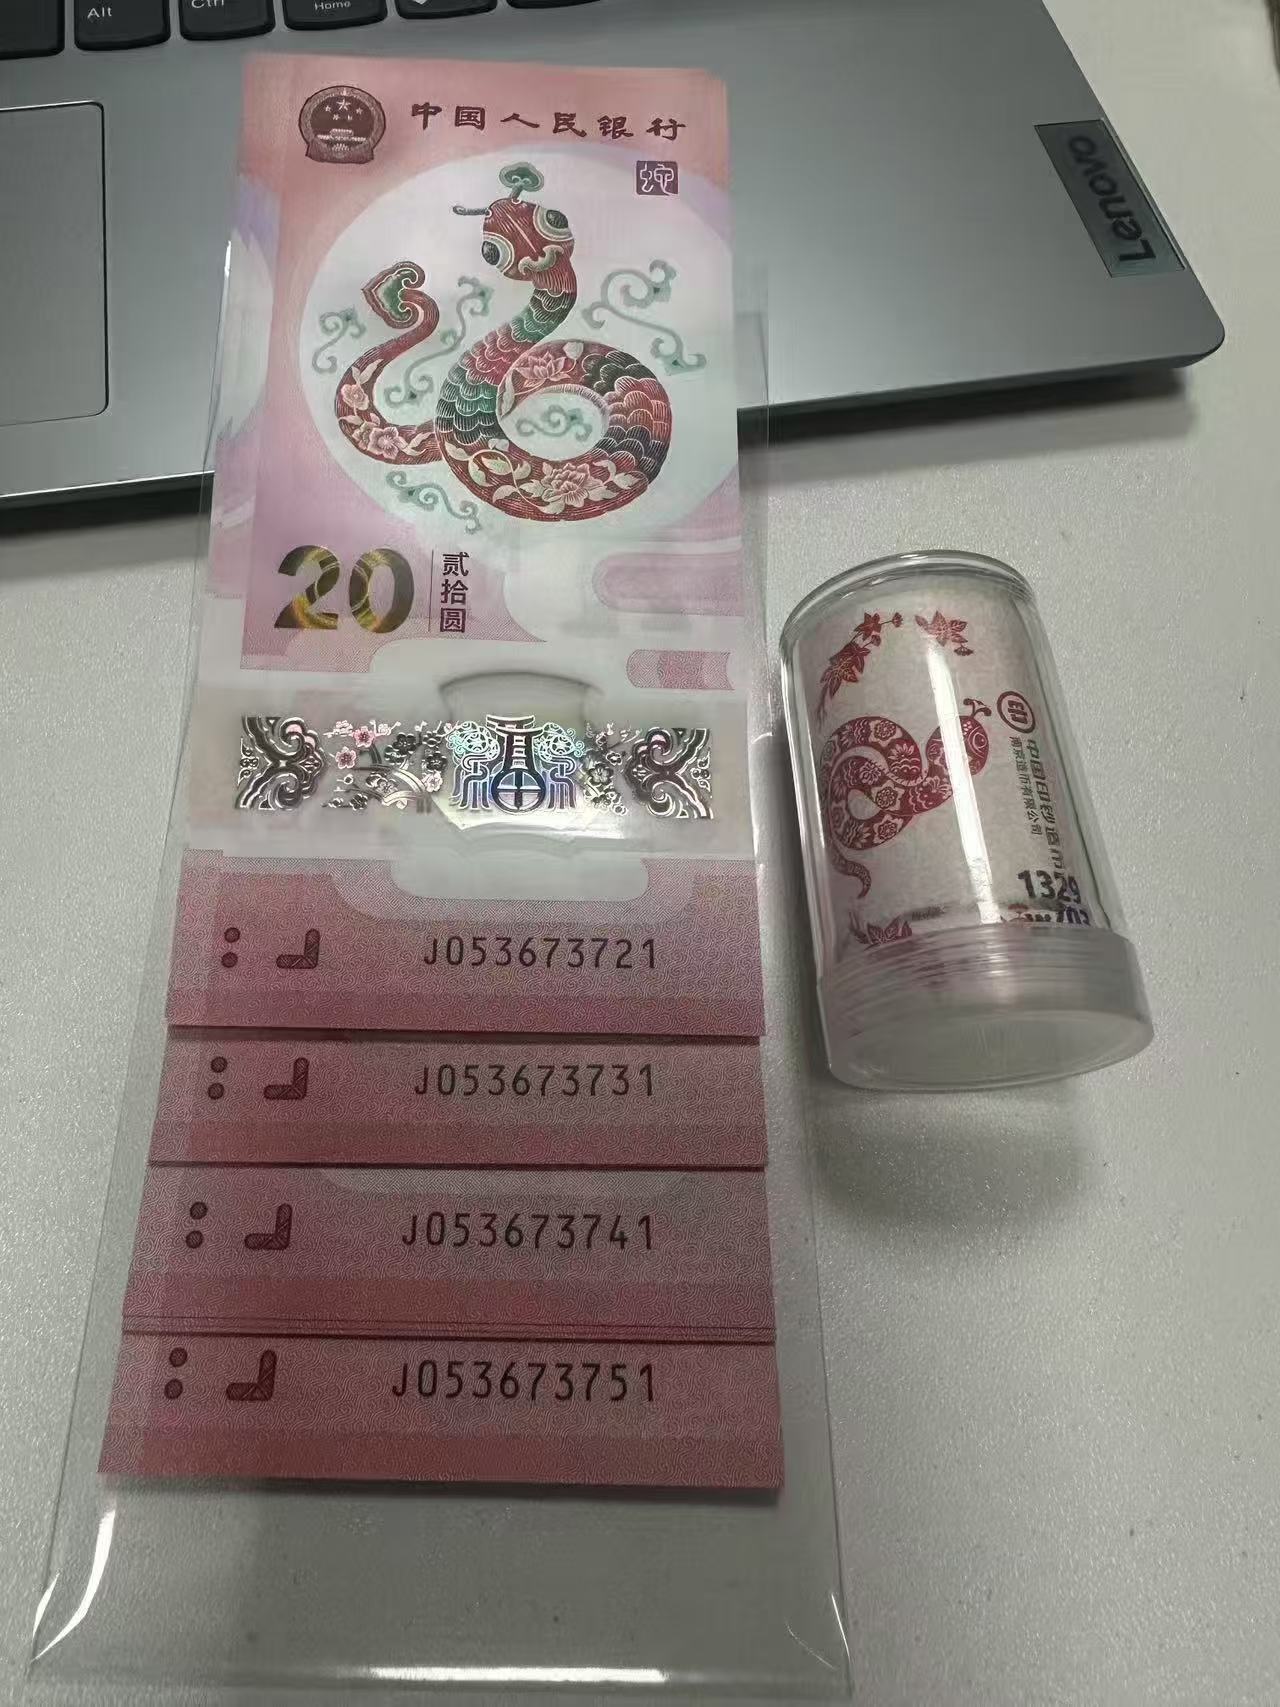 Alt
Ctrl
Home
Lenovo
中国人民银行
20
贰拾圆
J053673721
J053673731
J053673741
J053673751
中国印钞造币
南京造币有限公司
1329